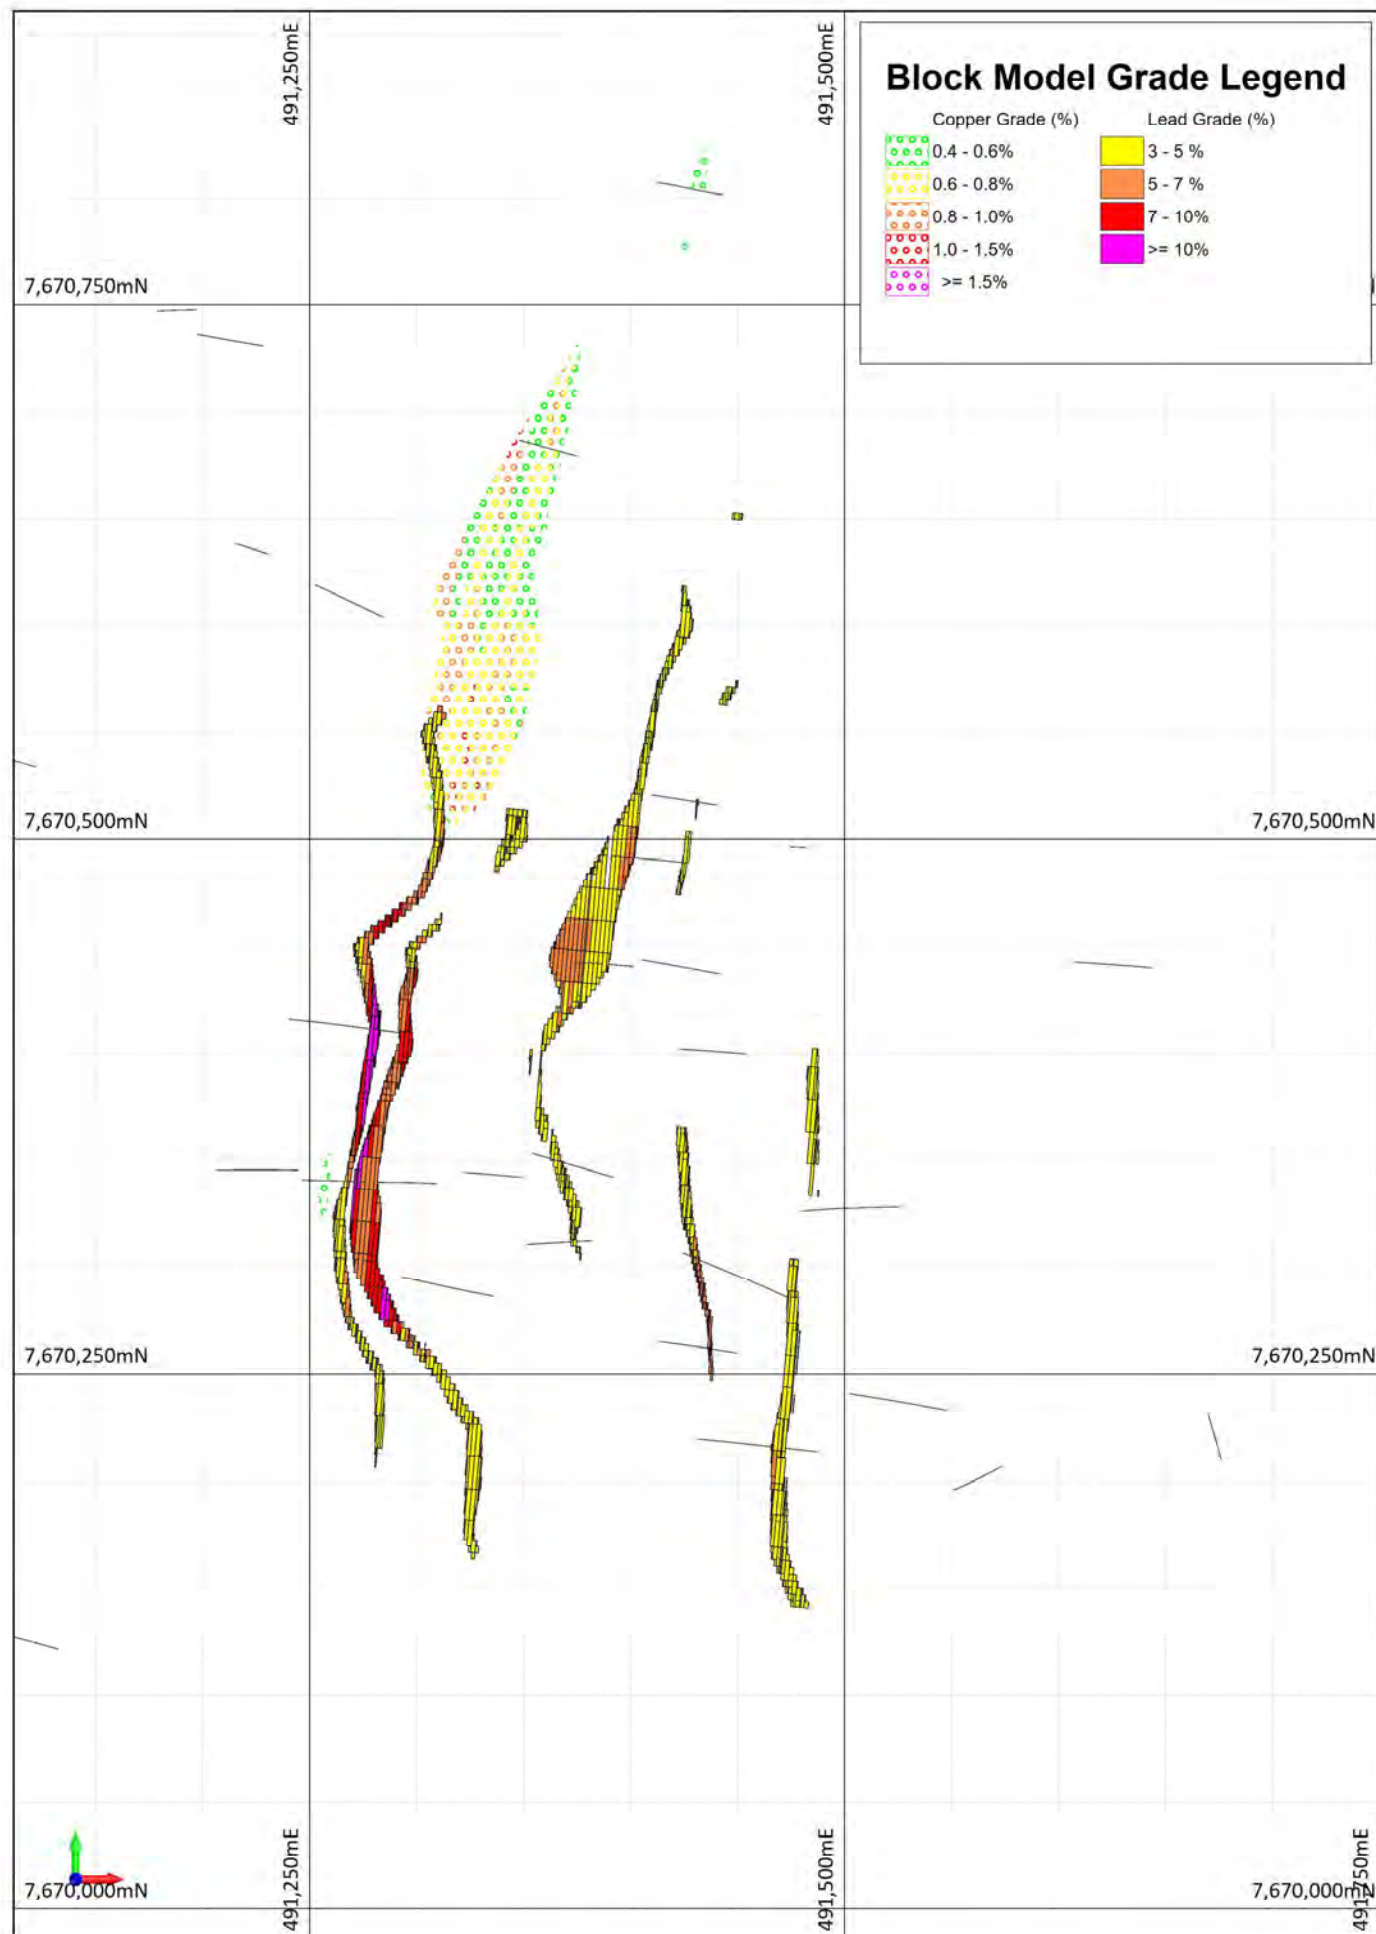 491,250mE
491,500mE
Block Model Grade Legend
Copper Grade (%)
Lead Grade (%)
0.4 - 0.6%
3 - 5 %
0.6 - 0.8%
5 - 7 %
0.8 - 1.0%
7 - 10%
1.0 - 1.5%
>= 10%
>= 1.5%
7,670,750mN
7,670,500mN
7,670,500mN
7,670,250mN
7,670,250mN
491,250mE
491,500mE
491,750mE
7,670,000mN
7,670,000mN